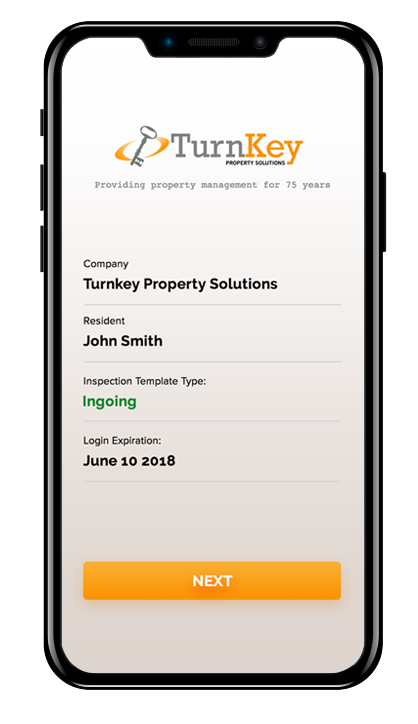 TurnKey
PROPERTY SOLUTIONS
Providing property management for 75 years
Company
Turnkey Property Solutions
Resident
John Smith
Inspection Template Type:
Ingoing
Login Expiration:
June 10 2018
NEXT